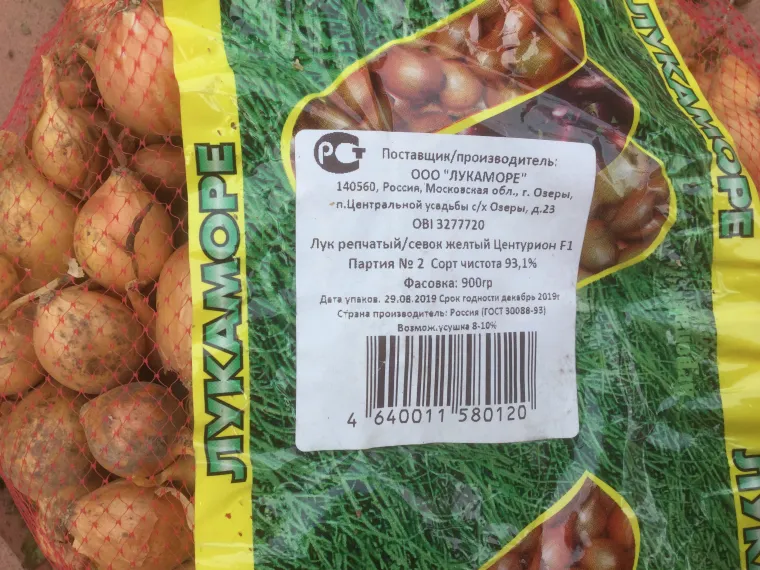 ЛУКАМОРЕ
РСТ
Поставщик/производитель:
ООО "ЛУКАМОРЕ"
140560, Россия, Московская обл., г. Озеры,
п.Центральной усадьбы с/х Озеры, д.23
OBI 3277720
Лук репчатый/севок желтый Центурион F1
Партия № 2 Сорт чистота 93,1%
Фасовка: 900гр
Дата упаков. 29.08.2019 Срок годности декабрь 2019г
Страна производитель: Россия (ГОСТ 30088-93)
Возмож.усушка 8-10%
4 640011 580120
ЛУКАМОРЕ
ЛУК